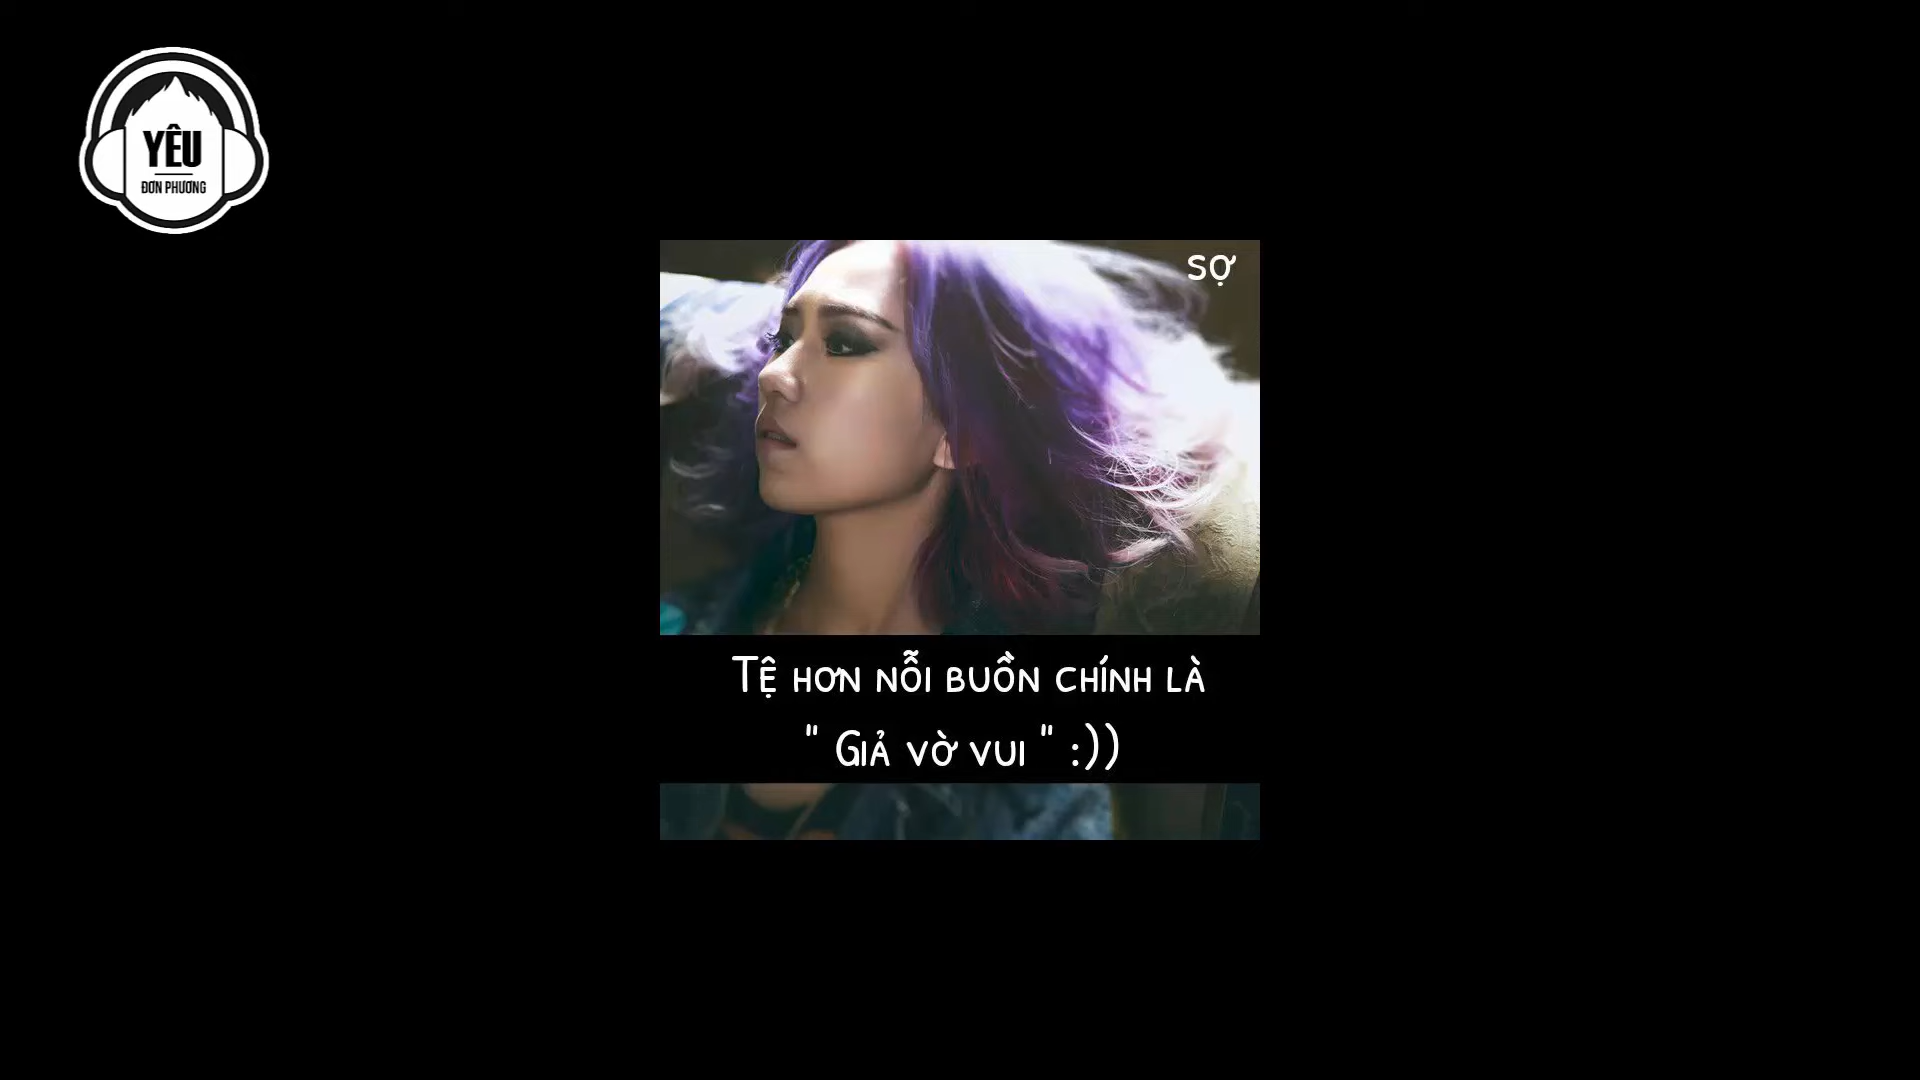 YÊU
ĐƠN PHƯƠNG
SỢ
TỆ HƠN NỖI BUỒN CHÍNH LÀ
" GIẢ VỜ VUI " :))